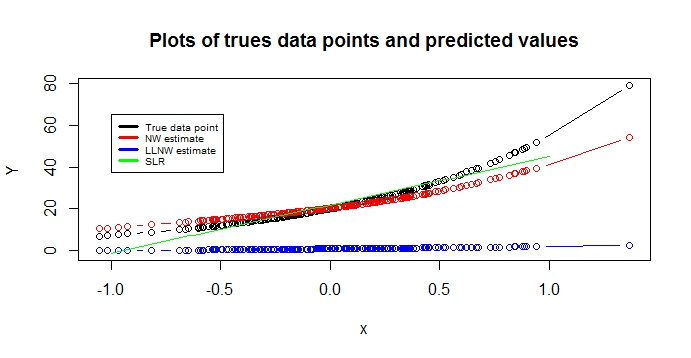 Plots of trues data points and predicted values
Y
80
60
40
20
0
True data point
NW estimate
LLNW estimate
SLR
-1.0
-0.5
0.0
0.5
1.0
x